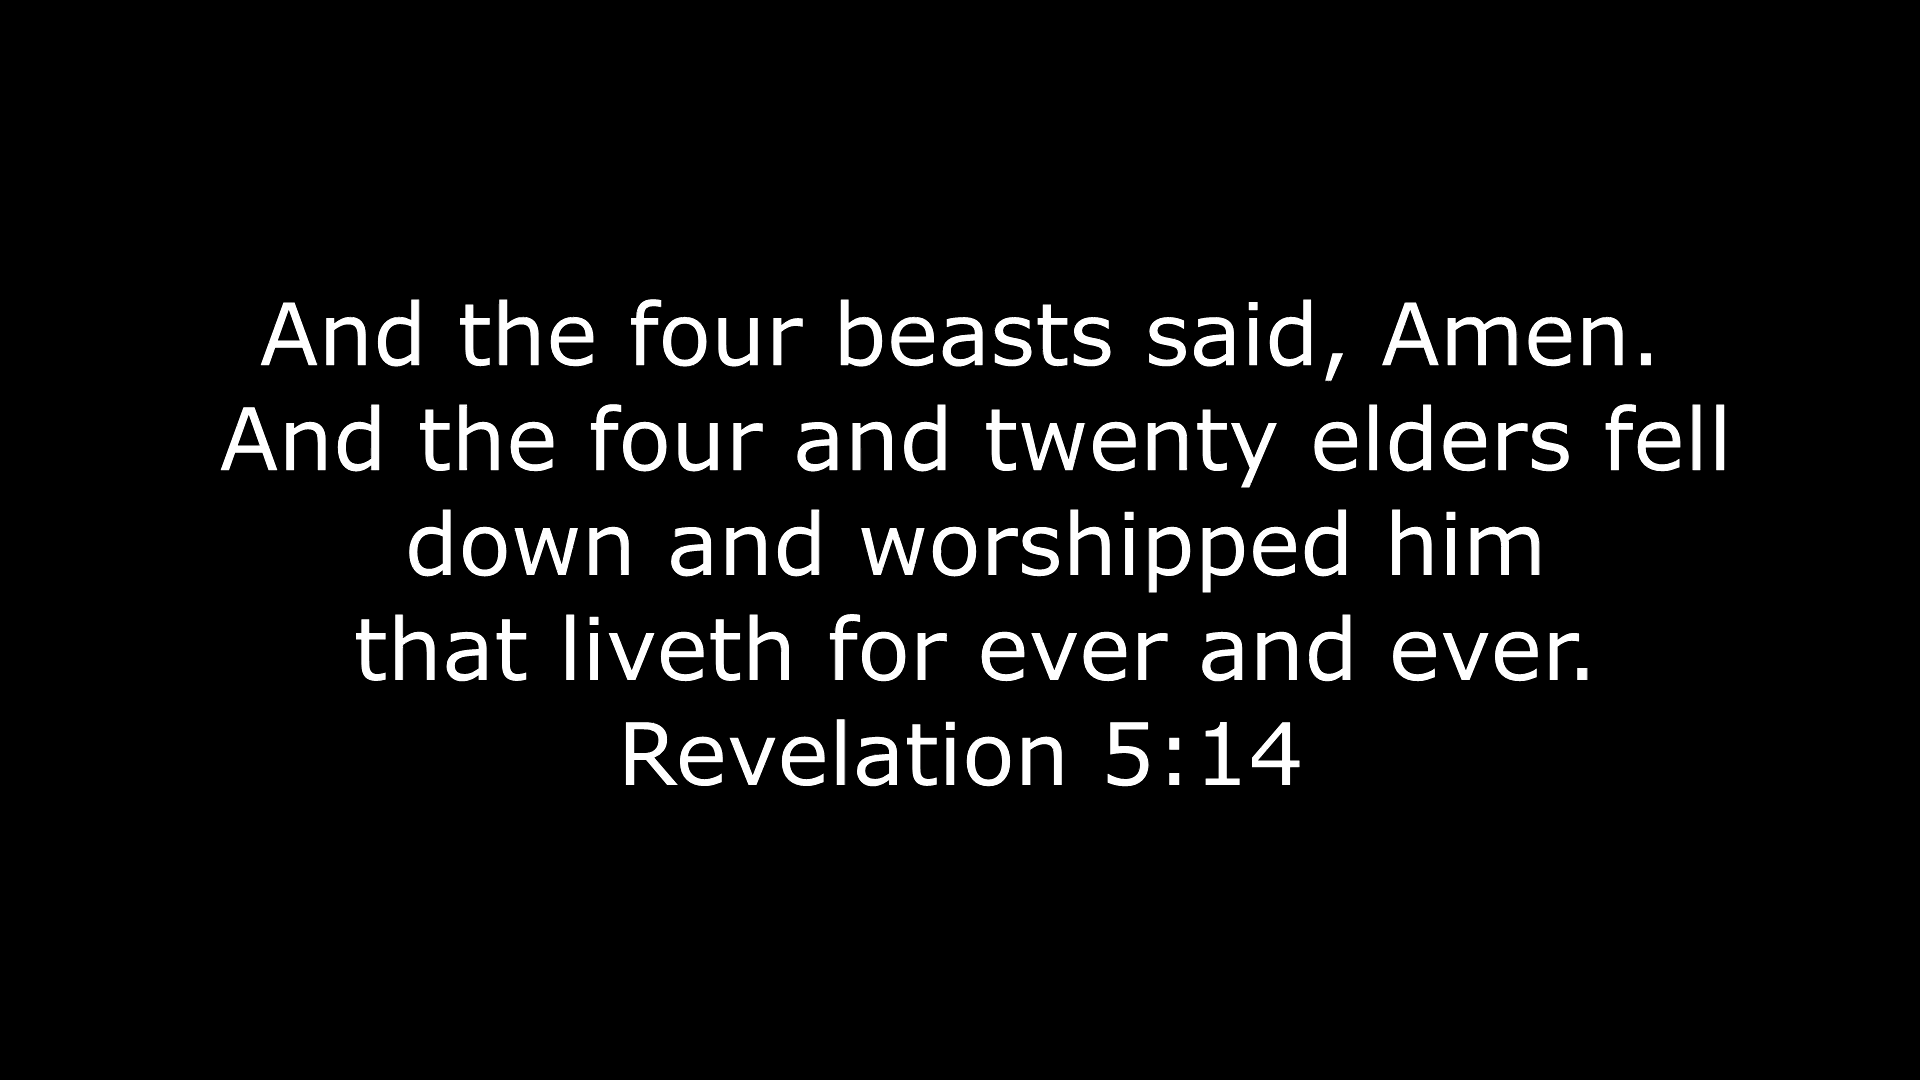 And the four beasts said, Amen.
And the four and twenty elders fell
down and worshipped him
that liveth for ever and ever.
Revelation 5:14